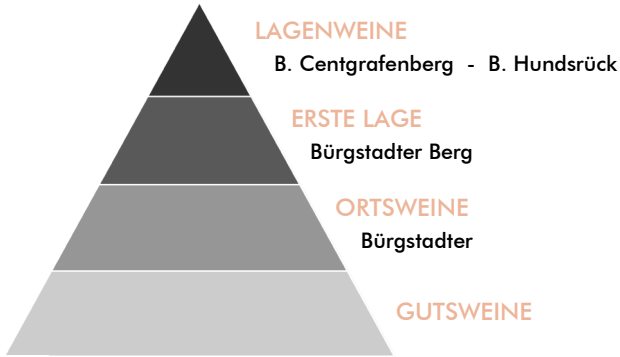 LAGENWEINE
B. Centgrafenberg - B. Hundsrück
ERSTE LAGE
Bürgstadter Berg
ORTSWEINE
Bürgstadter
GUTSWEINE